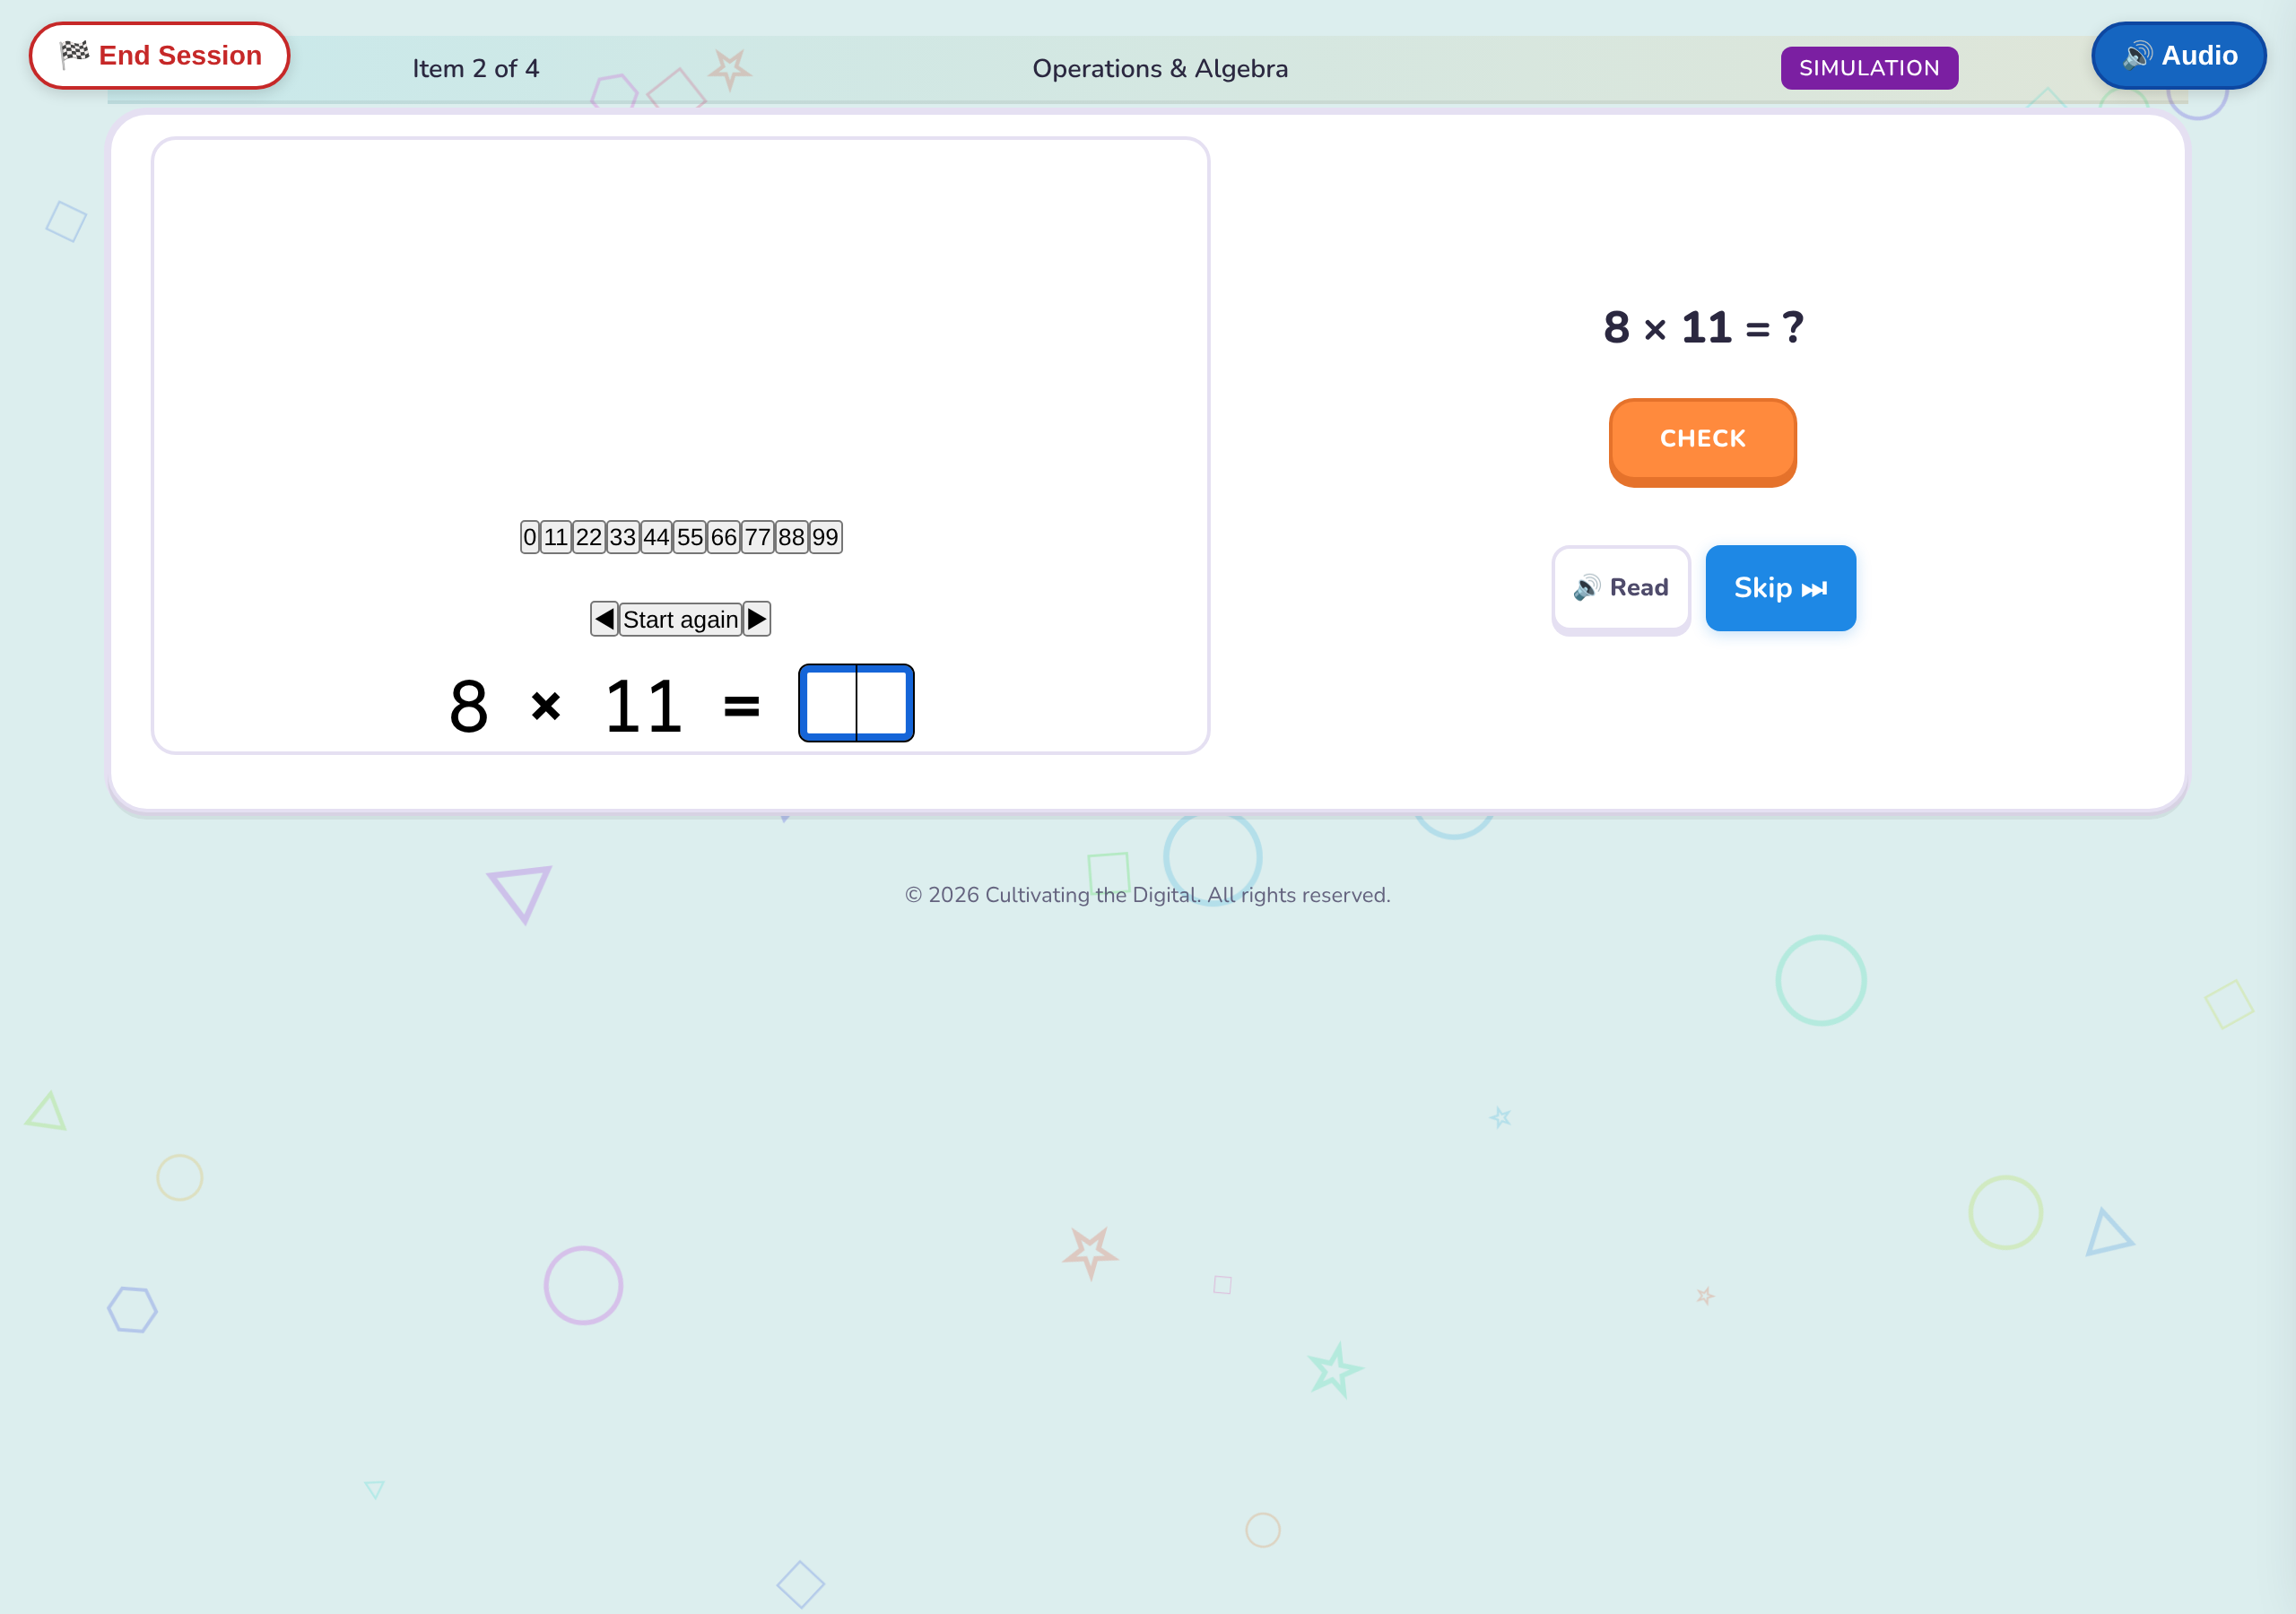 🏁 End Session
Item 2 of 4
Operations & Algebra
SIMULATION
🔊 Audio
8 × 11 = ?
CHECK
0 11 22 33 44 55 66 77 88 99
🔊 Read
Skip ⏭
◀ Start again ▶
8 × 11 =
© 2026 Cultivating the Digital. All rights reserved.